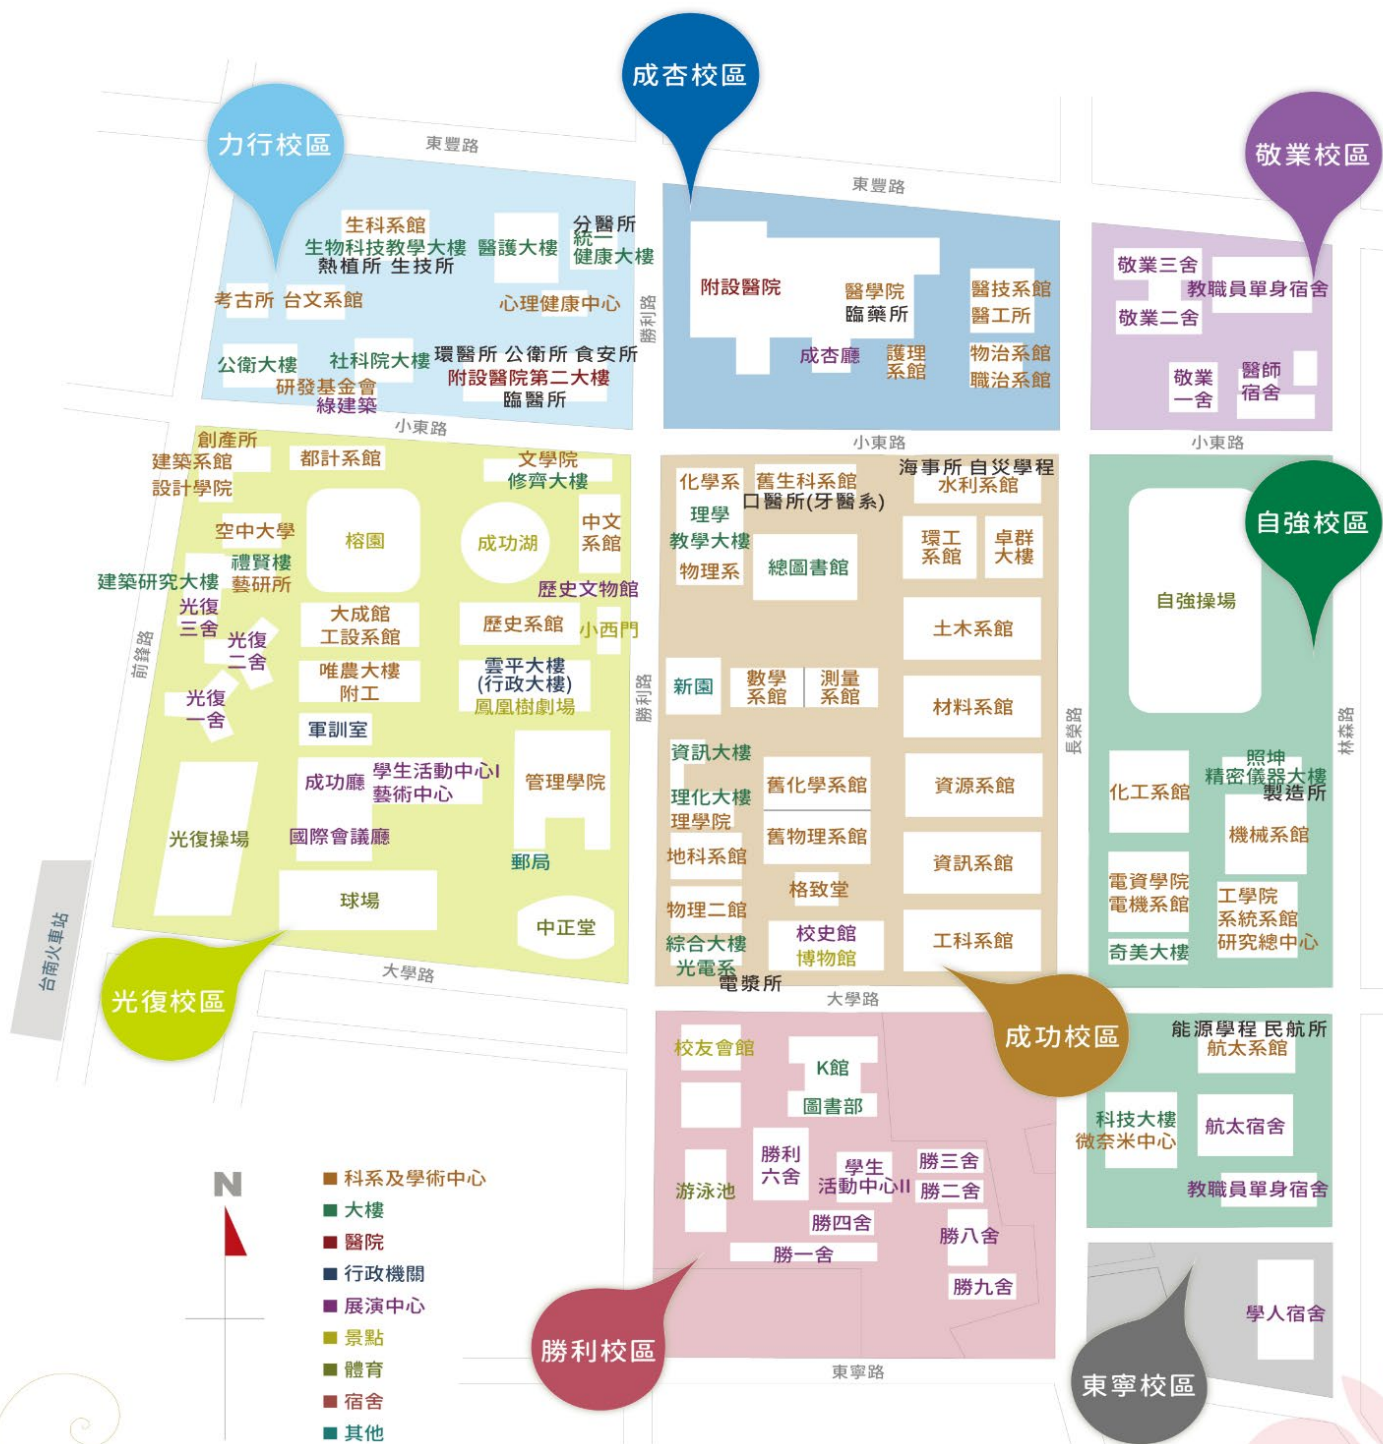 成杏校區
力行校區
敬業校區
東豐路
東豐路
生科系館
生物科技教學大樓
熱植所 生技所
醫護大樓
分醫所
統一
健康大樓
考古所
台文系館
心理健康中心
勝利路
公衛大樓
社科院大樓
研發基金會
綠建築
環醫所 公衛所 食安所
附設醫院第二大樓
臨醫所
附設醫院
醫學院
臨藥所
醫技系館
醫工所
成杏廳
護理
系館
物治系館
職治系館
敬業三舍
教職員單身宿舍
敬業二舍
敬業
一舍
醫師
宿舍
小東路
小東路
小東路
創產所
建築系館
設計學院
都計系館
文學院
修齊大樓
空中大學
榕園
成功湖
中文
系館
禮賢樓
建築研究大樓
藝研所
歷史文物館
光復
三舍
大成館
工設系館
歷史系館
小西門
光復
二舍
前鋒路
唯農大樓
附工
雲平大樓
(行政大樓)
鳳凰樹劇場
勝利路
光復
一舍
軍訓室
成功廳
學生活動中心I
藝術中心
管理學院
國際會議廳
光復操場
郵局
球場
中正堂
台南火車站
光復校區
大學路
化學系
舊生科系館
口醫所(牙醫系)
海事所 自災學程
水利系館
理學
教學大樓
物理系
總圖書館
環工
系館
卓群
大樓
土木系館
新園
數學
系館
測量
系館
材料系館
長榮路
資訊大樓
理化大樓
理學院
舊化學系館
資源系館
舊物理系館
地科系館
資訊系館
格致堂
物理二館
校史館
博物館
工科系館
綜合大樓
光電系
電漿所
大學路
成功校區
自強校區
自強操場
林森路
化工系館
照坤
精密儀器大樓
製造所
機械系館
電資學院
電機系館
工學院
系統系館
研究總中心
奇美大樓
能源學程 民航所
航太系館
科技大樓
微奈米中心
航太宿舍
教職員單身宿舍
校友會館
K館
圖書部
勝利
六舍
學生
活動中心II
勝三舍
勝二舍
游泳池
勝四舍
勝八舍
勝一舍
勝九舍
勝利校區
東寧路
東寧校區
學人宿舍
N
科系及學術中心
大樓
醫院
行政機關
展演中心
景點
體育
宿舍
其他